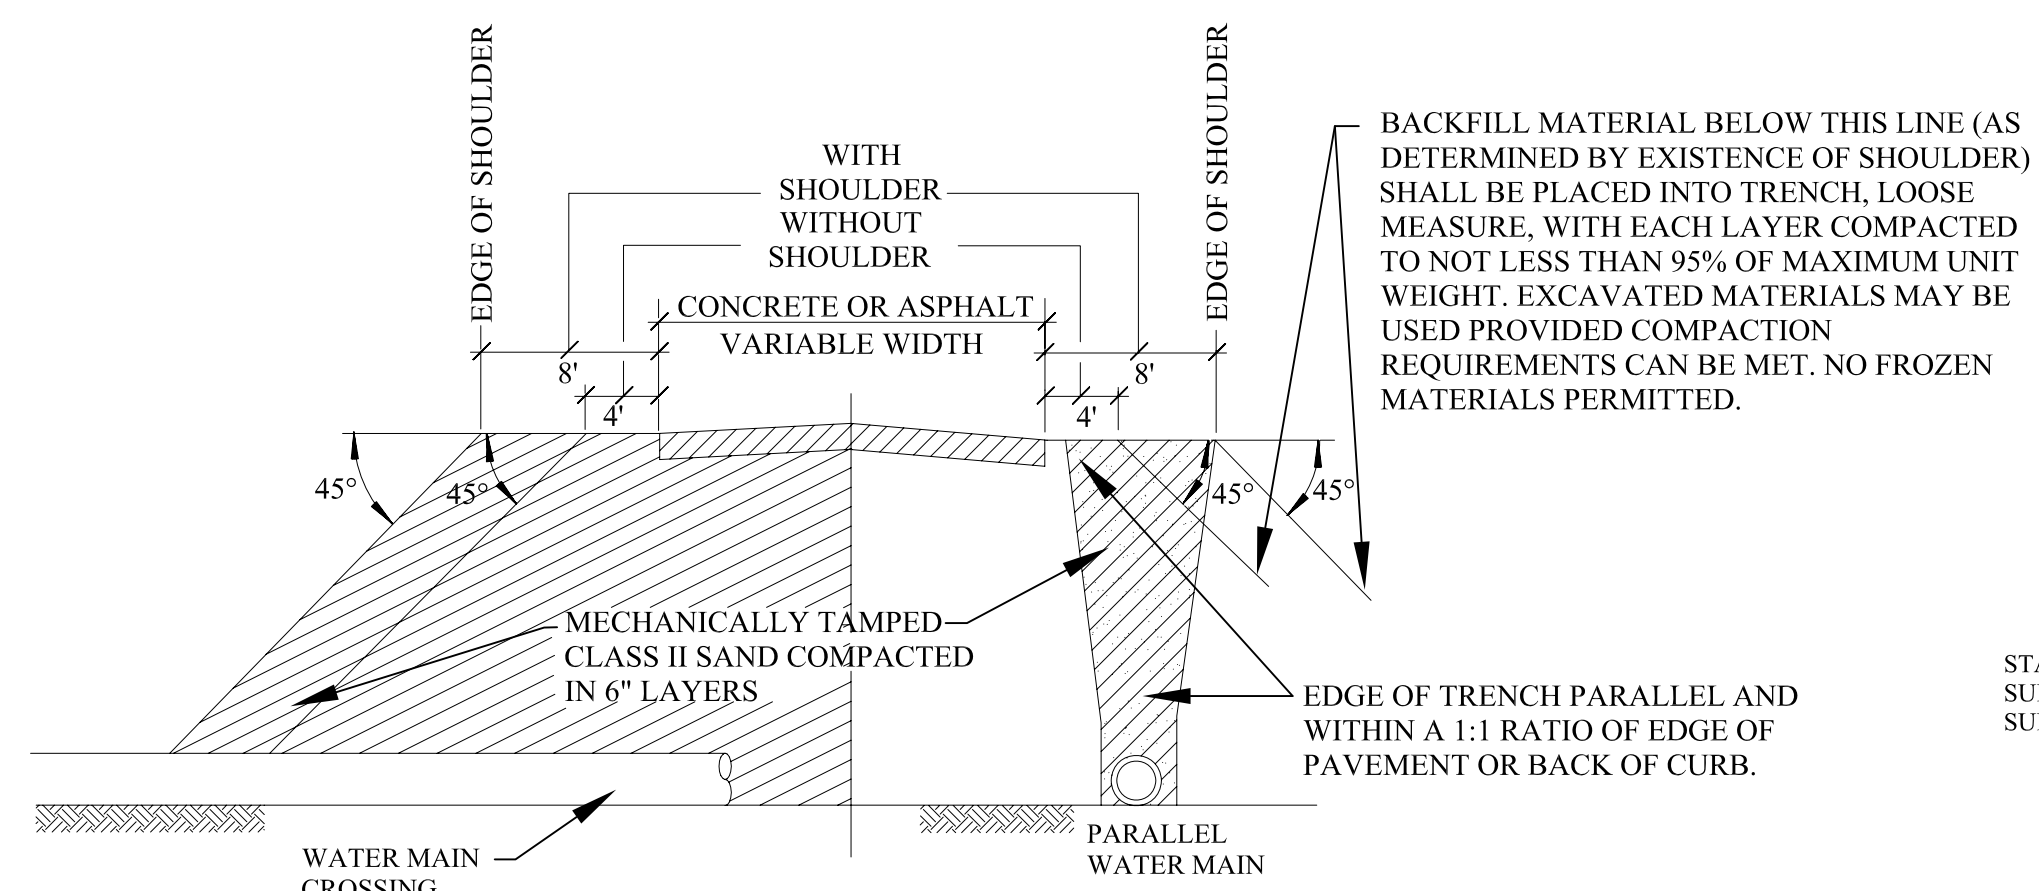 EDGE OF SHOULDER
EDGE OF SHOULDER
WITH
SHOULDER
WITHOUT
SHOULDER
CONCRETE OR ASPHALT
VARIABLE WIDTH
8'
8'
4'
4'
45°
45°
45°
45°
BACKFILL MATERIAL BELOW THIS LINE (AS
DETERMINED BY EXISTENCE OF SHOULDER)
SHALL BE PLACED INTO TRENCH, LOOSE
MEASURE, WITH EACH LAYER COMPACTED
TO NOT LESS THAN 95% OF MAXIMUM UNIT
WEIGHT. EXCAVATED MATERIALS MAY BE
USED PROVIDED COMPACTION
REQUIREMENTS CAN BE MET. NO FROZEN
MATERIALS PERMITTED.
MECHANICALLY TAMPED
CLASS II SAND COMPACTED
IN 6" LAYERS
EDGE OF TRENCH PARALLEL AND
WITHIN A 1:1 RATIO OF EDGE OF
PAVEMENT OR BACK OF CURB.
PARALLEL
WATER MAIN
WATER MAIN
CROSSING